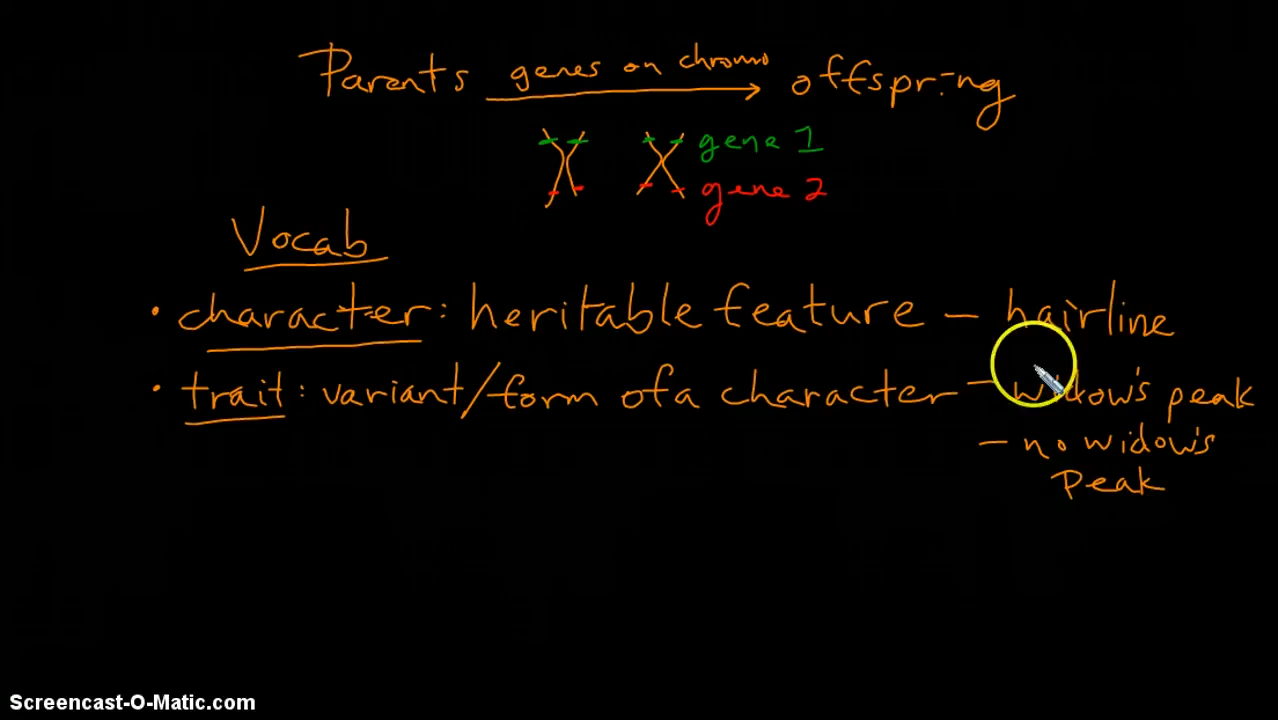 Parents genes on chromo offspring
gene 1
gene 2
Vocab
• character: heritable feature – hairline
• trait: variant/form of a character – widow's peak
– no widow's
Peak
Screencast-O-Matic.com